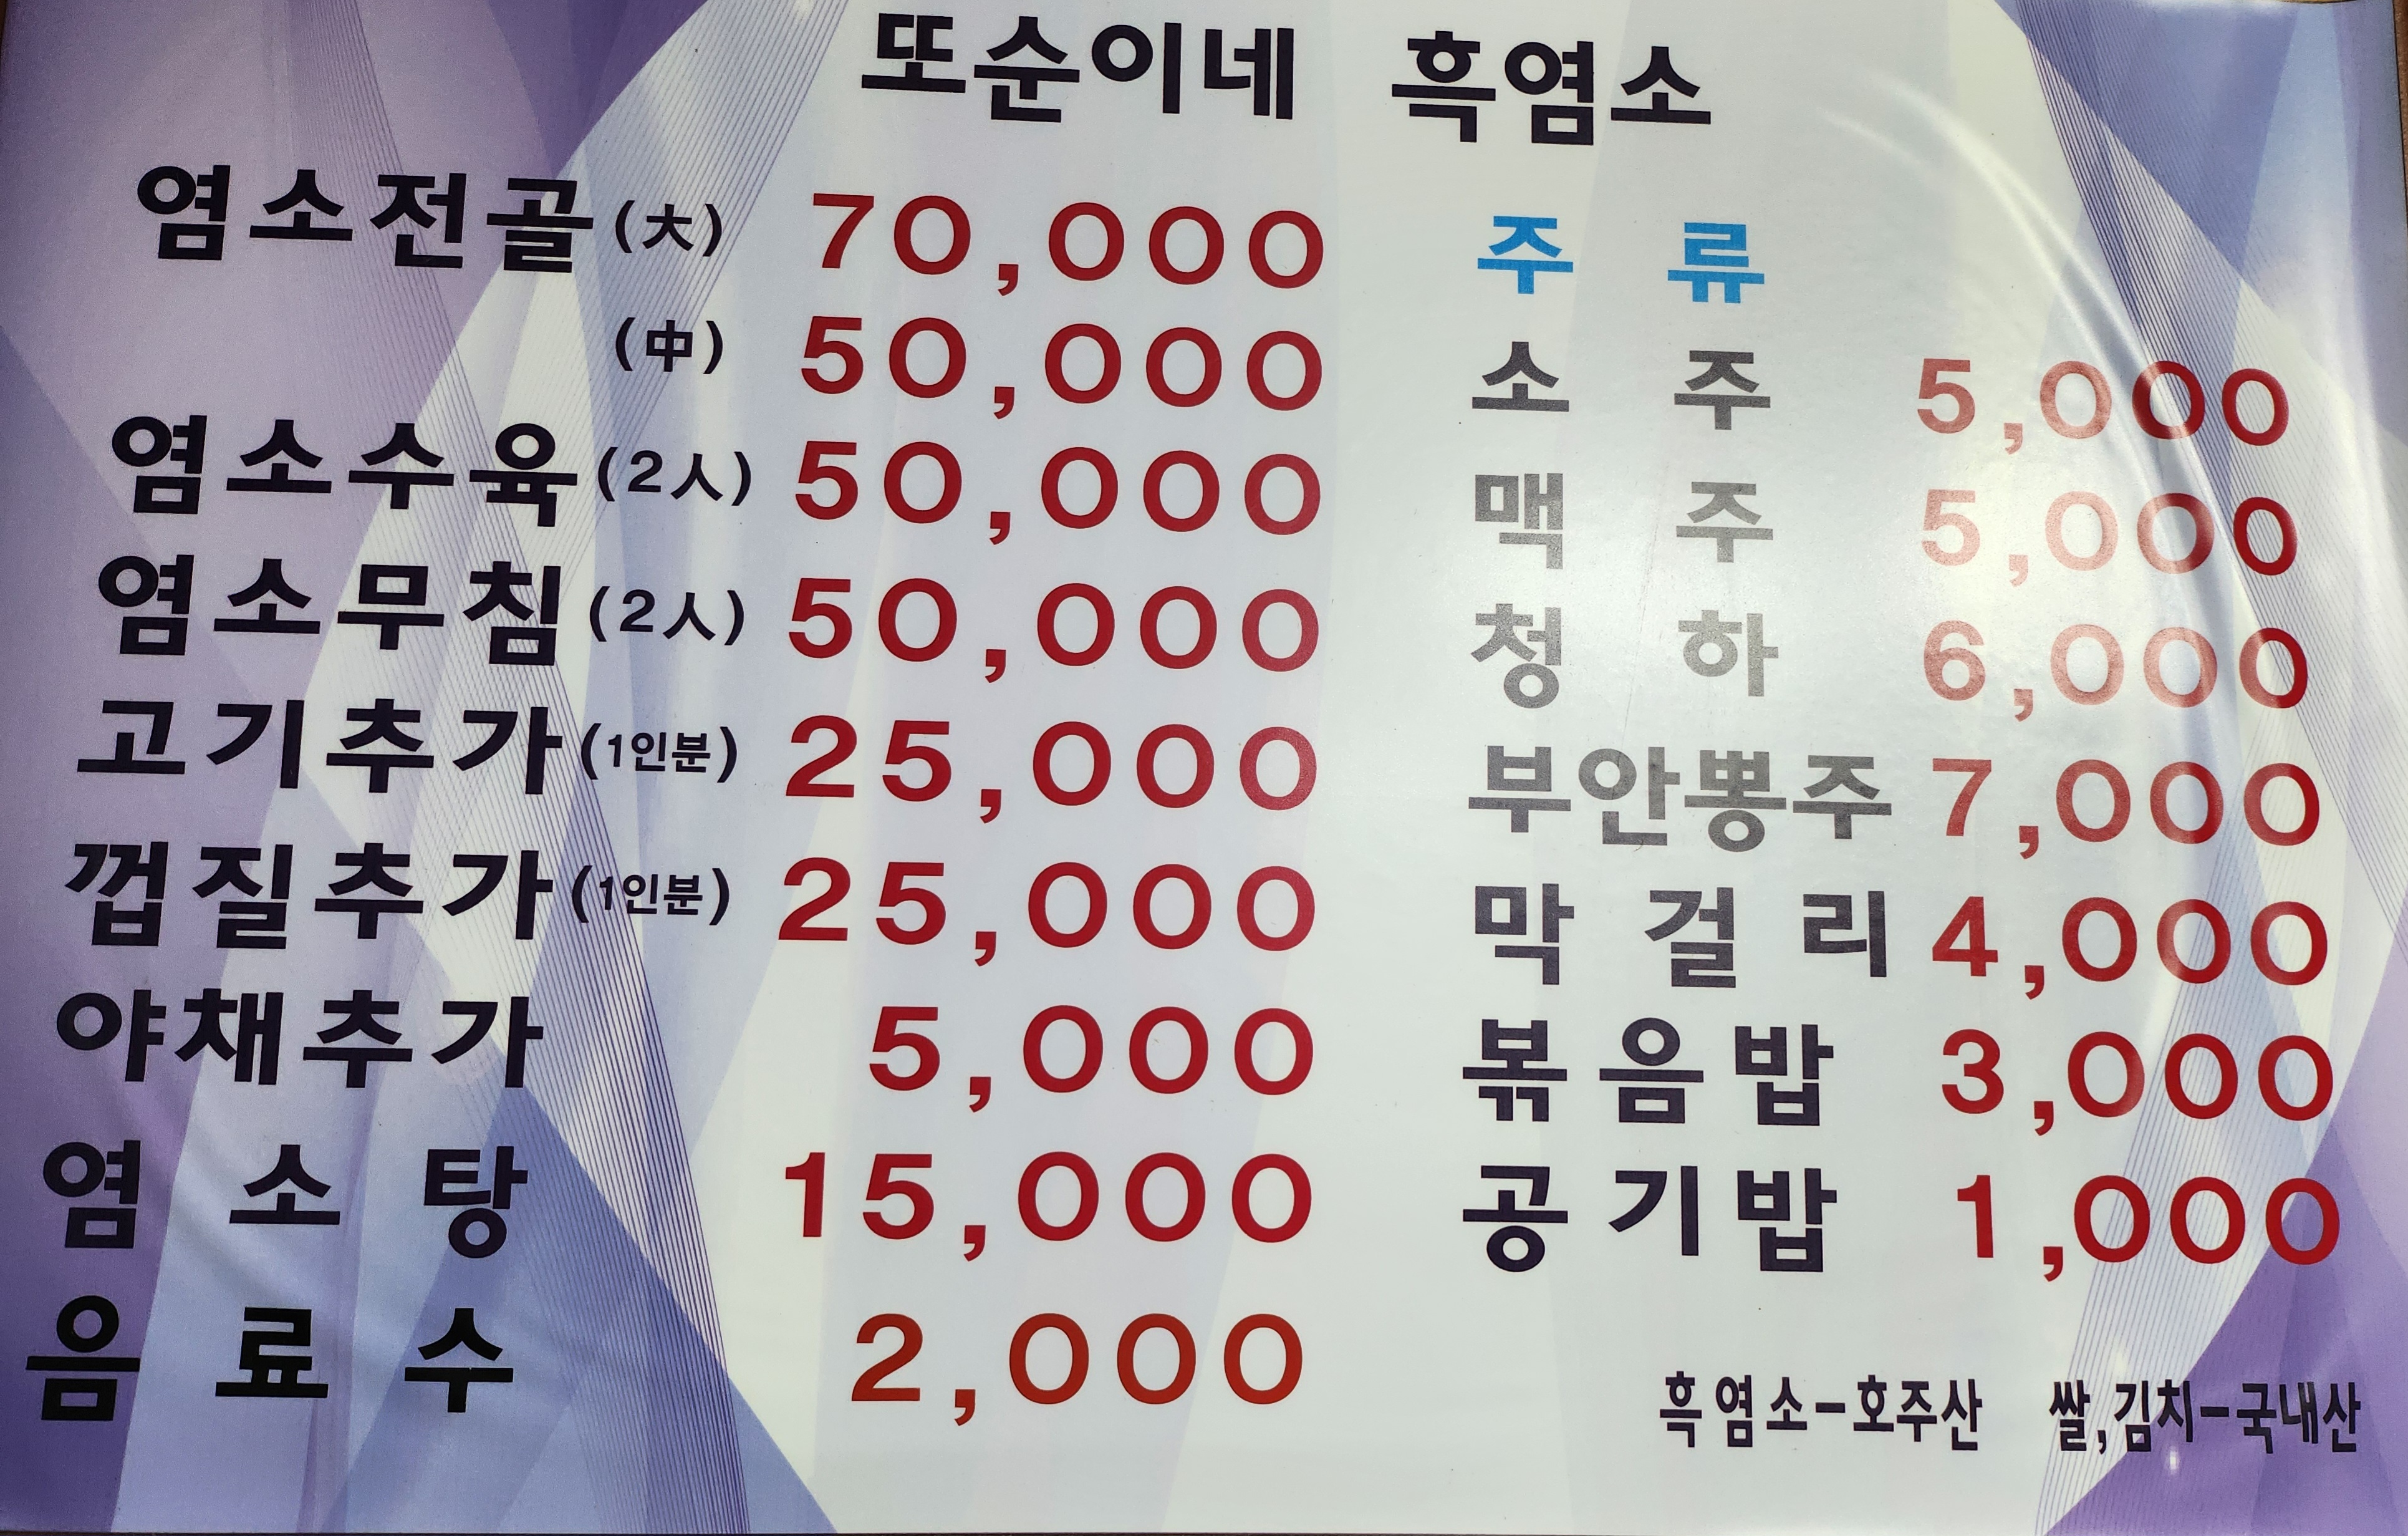 또순이네 흑염소
염소전골(大) 70,000
(中) 50,000
염소수육(2人) 50,000
염소무침(2人) 50,000
고기추가(1인분) 25,000
껍질추가(1인분) 25,000
야채추가 5,000
염소탕 15,000
음료수 2,000
주류
소주 5,000
맥주 5,000
청하 6,000
부안뽕주 7,000
막걸리 4,000
볶음밥 3,000
공기밥 1,000
흑염소-호주산 쌀,김치-국내산